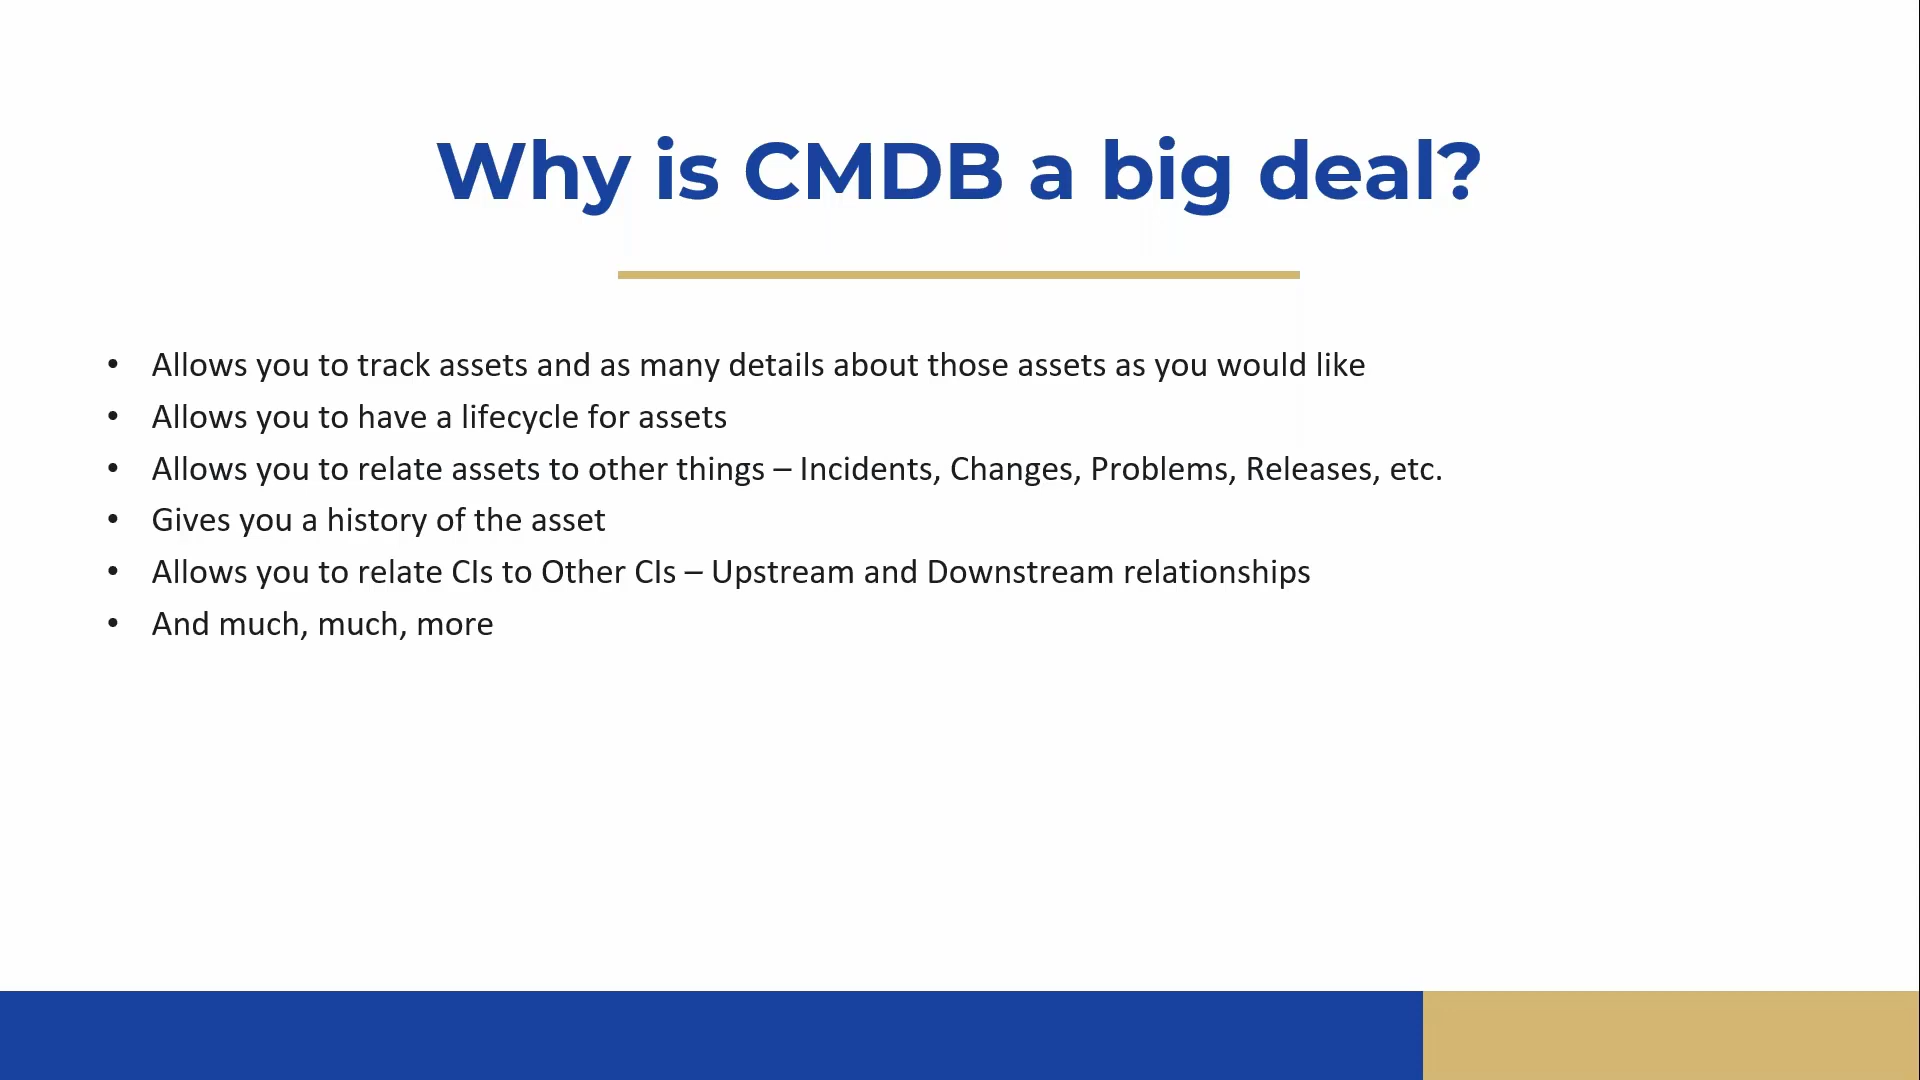 Why is CMDB a big deal?
• Allows you to track assets and as many details about those assets as you would like
• Allows you to have a lifecycle for assets
• Allows you to relate assets to other things – Incidents, Changes, Problems, Releases, etc.
• Gives you a history of the asset
• Allows you to relate CIs to Other CIs – Upstream and Downstream relationships
• And much, much, more